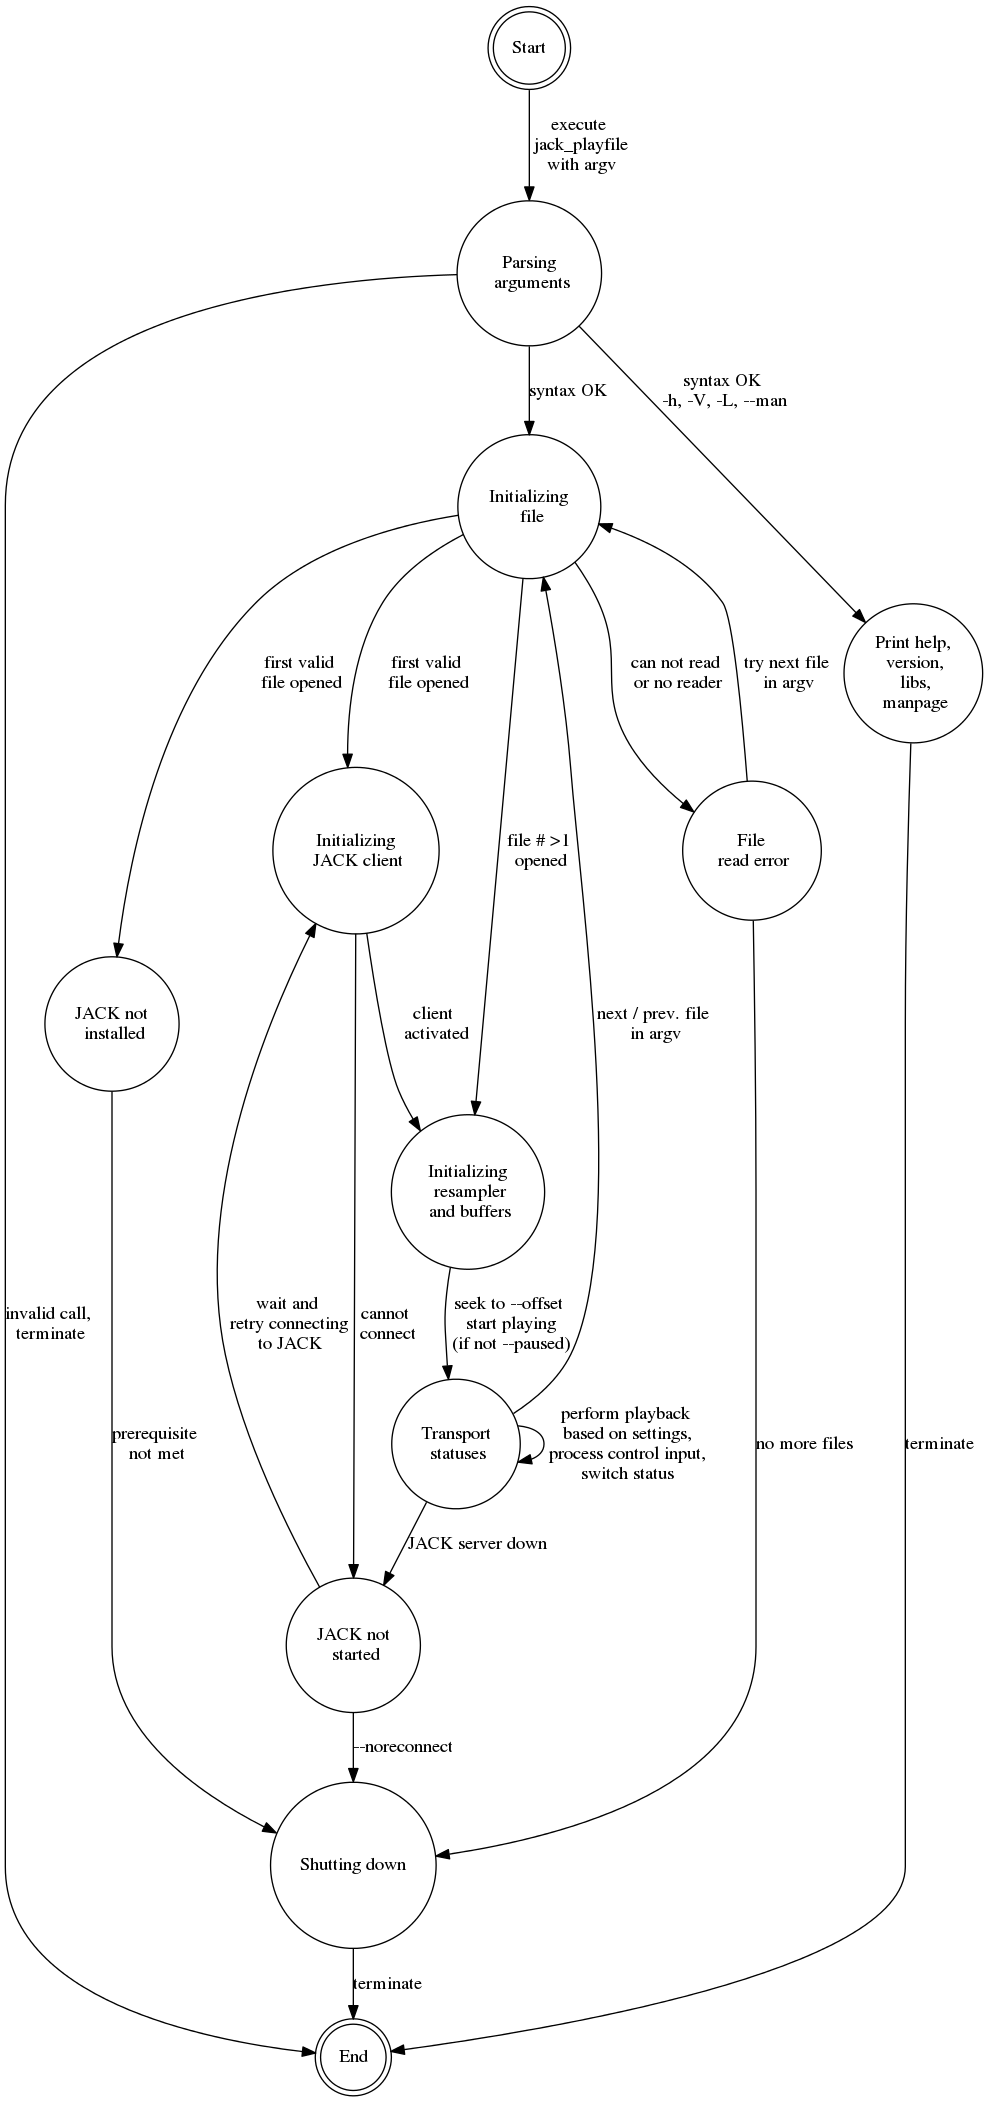 Start
execute
jack_playfile
with argv
Parsing
arguments
syntax OK
syntax OK
-h, -V, -L, --man
Initializing
file
Print help,
version,
libs,
manpage
first valid
file opened
first valid
file opened
can not read
or no reader
try next file
in argv
file # >1
opened
Initializing
JACK client
File
read error
JACK not
installed
client
activated
next / prev. file
in argv
Initializing
resampler
and buffers
invalid call,
terminate
wait and
retry connecting
to JACK
cannot
connect
seek to --offset
start playing
(if not --paused)
prerequisite
not met
Transport
statuses
perform playback
based on settings,
process control input,
switch status
no more files
terminate
JACK server down
JACK not
started
--noreconnect
Shutting down
terminate
End